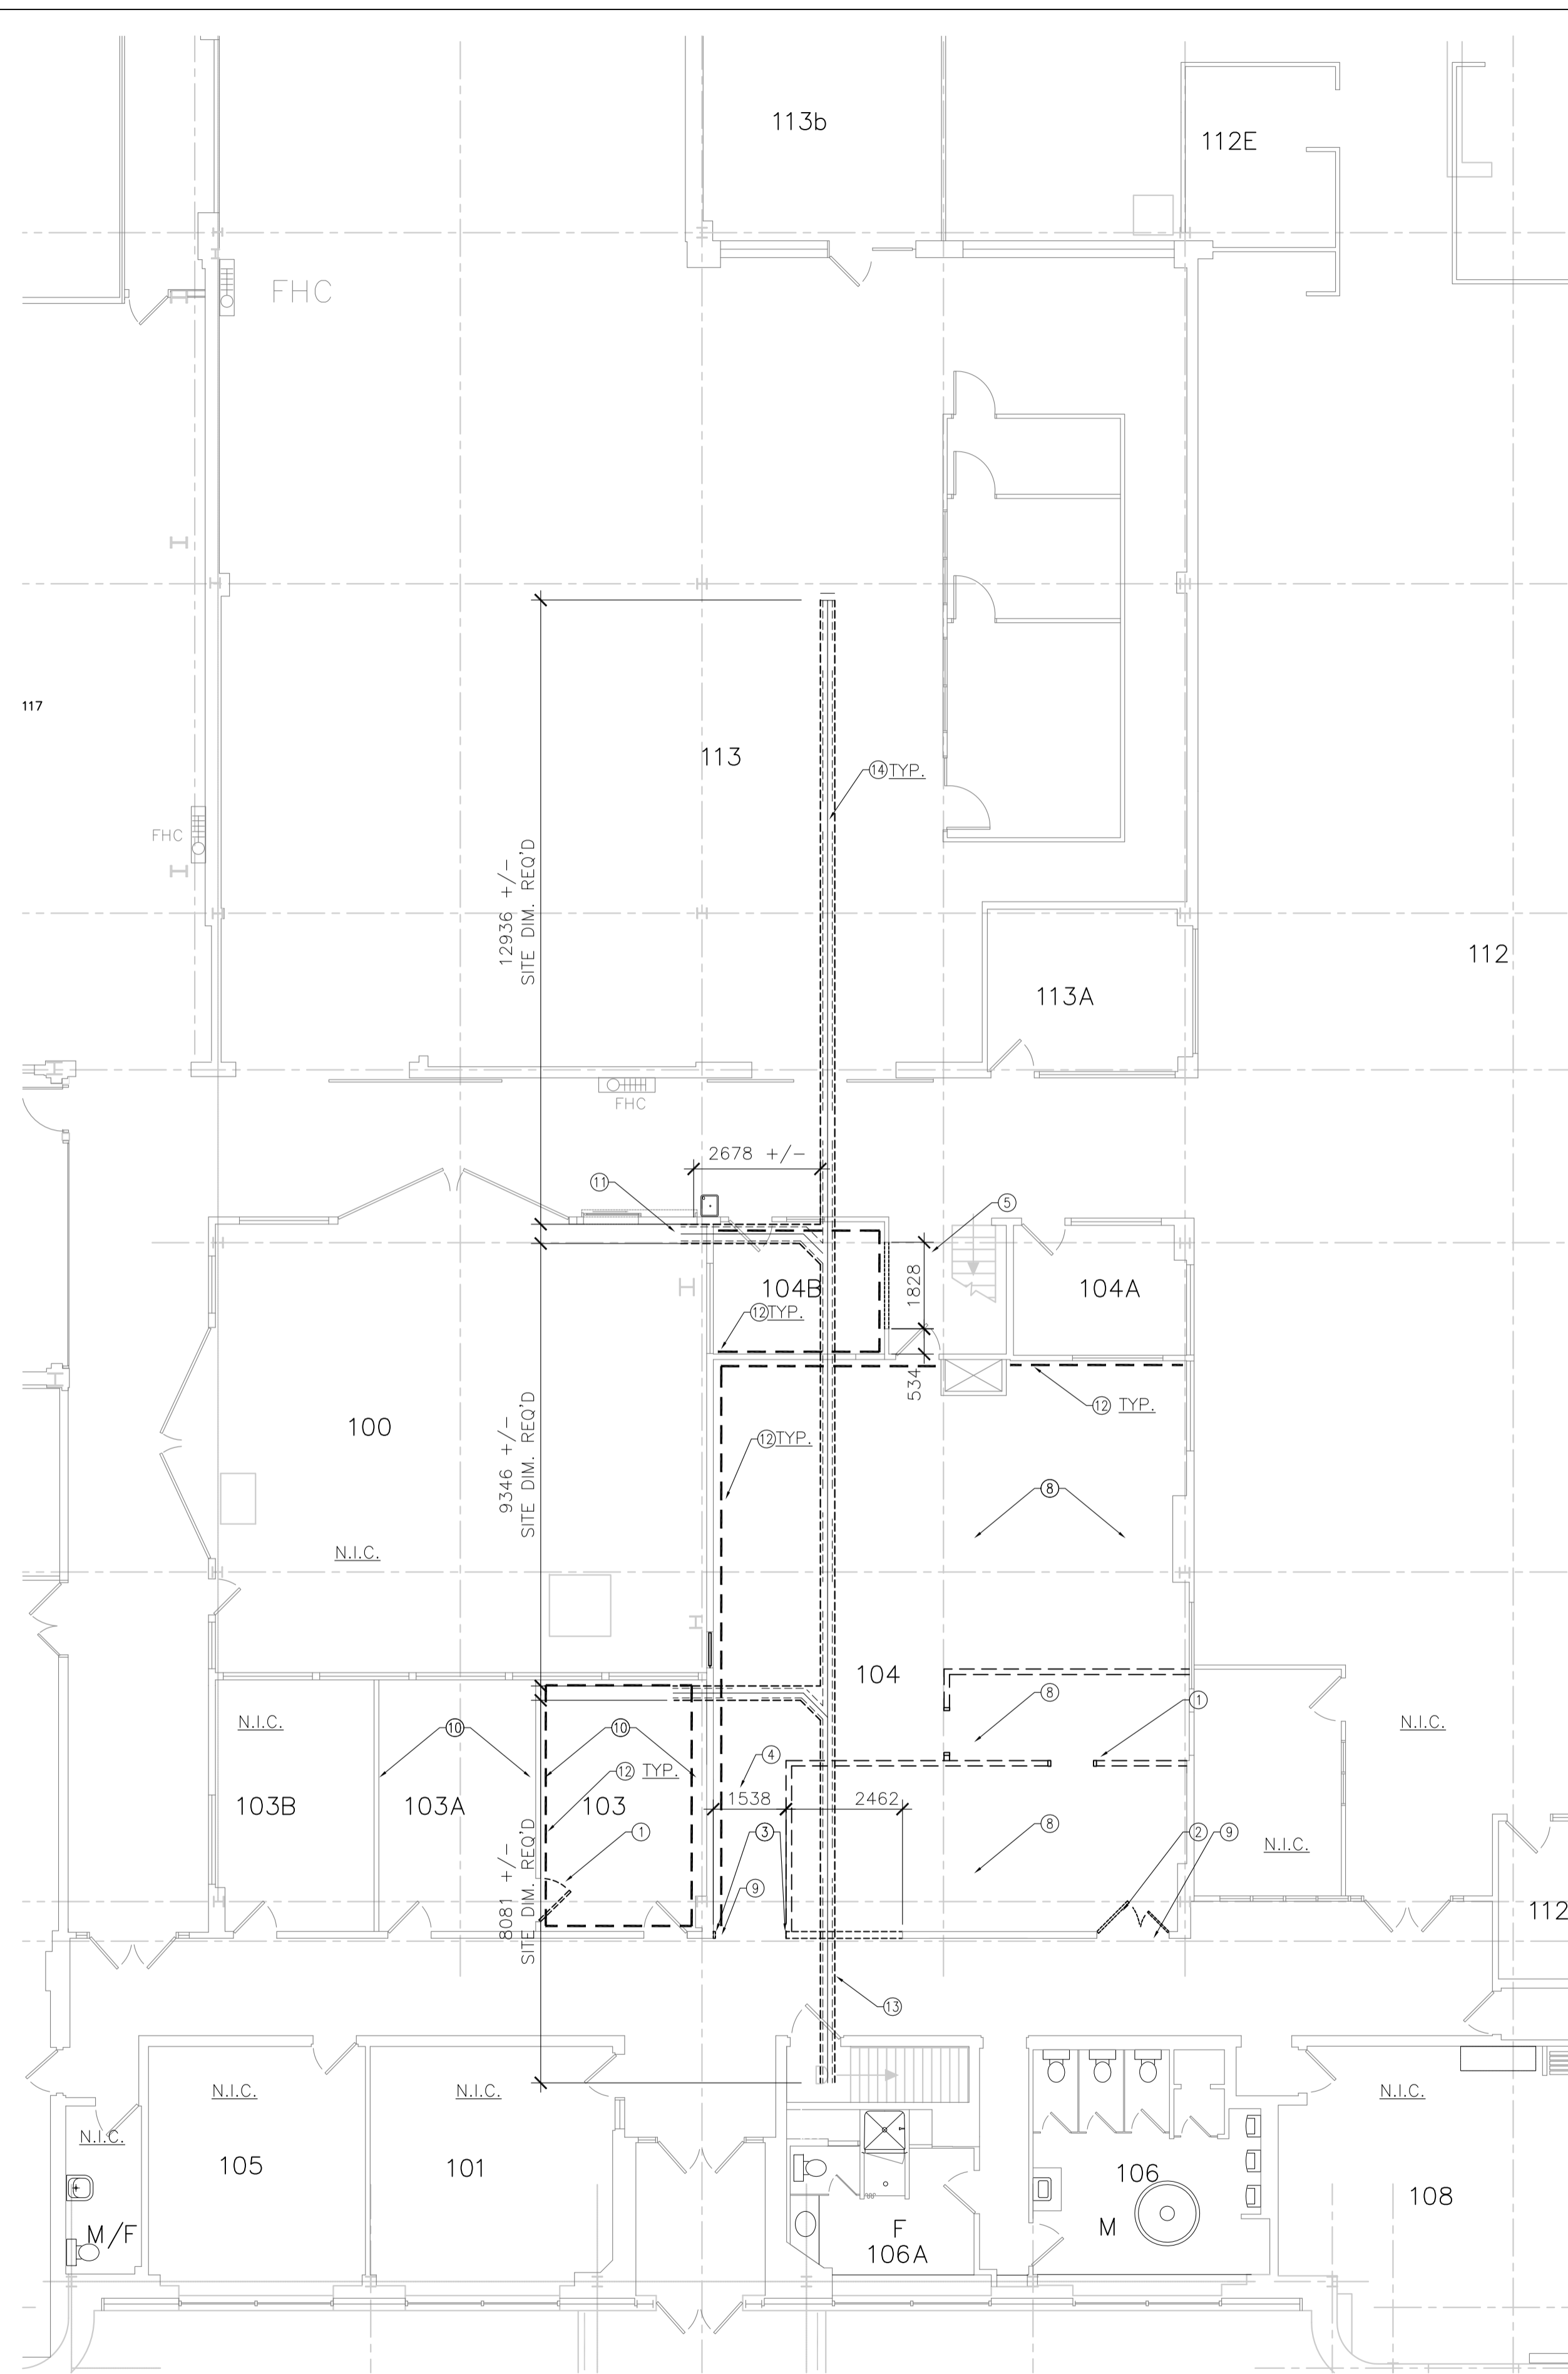 113b
112E
FHC
117
113
14 TYP.
FHC
12936 +/-
SITE DIM. REQ'D
112
113A
FHC
2678 +/-
11
5
104B
1828
104A
12 TYP.
534
12 TYP.
100
9346 +/-
SITE DIM. REQ'D
12 TYP.
8
N.I.C.
104
8
1
N.I.C.
N.I.C.
10
10
4
12 TYP.
103B
103A
103
1538
2462
1
3
8
2
9
N.I.C.
8081 +/-
SITE DIM. REQ'D
9
112
13
N.I.C.
N.I.C.
N.I.C.
N.I.C.
105
101
106
108
M/F
F
M
106A